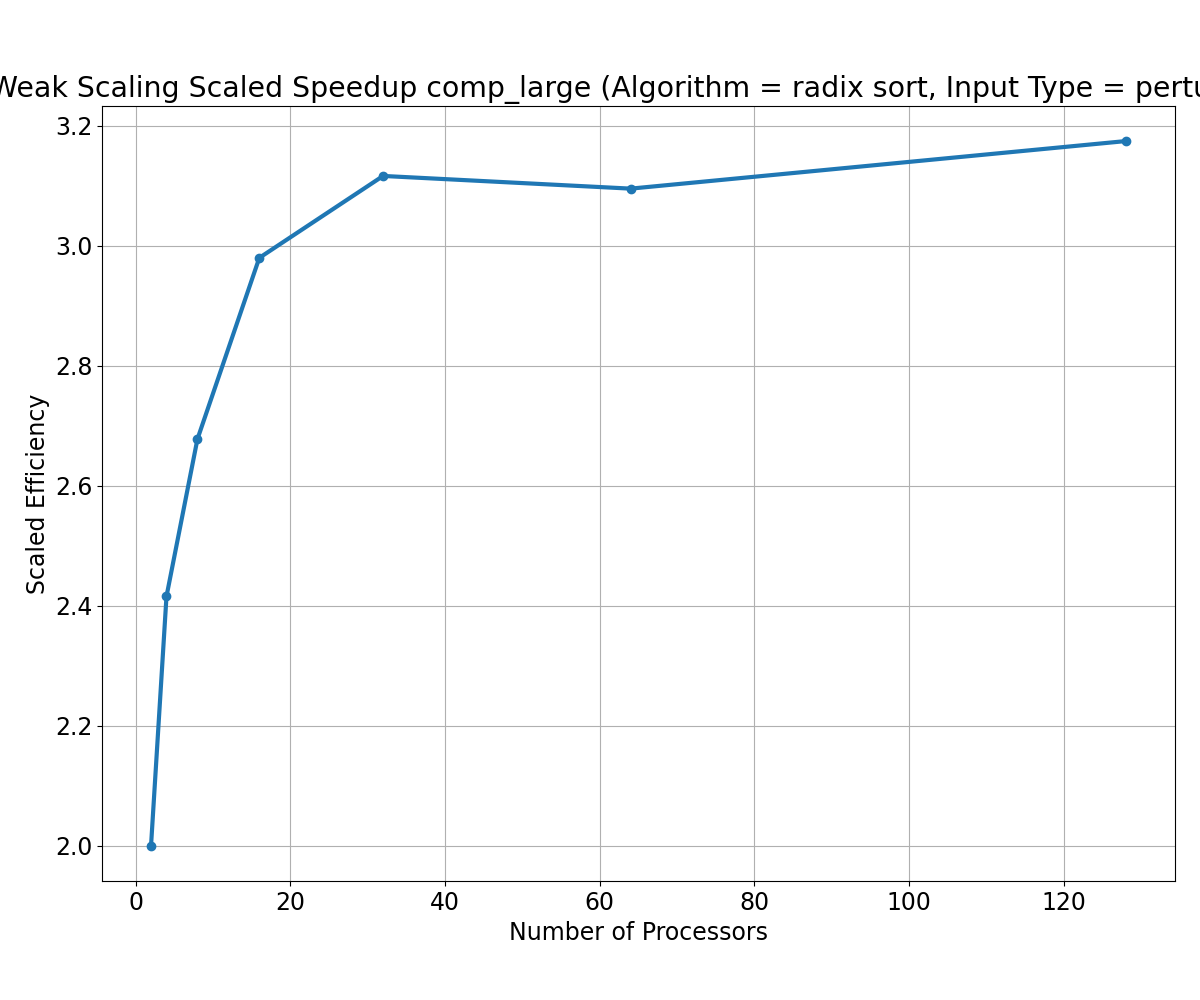 Weak Scaling Scaled Speedup comp_large (Algorithm = radix sort, Input Type = pertu
3.2
3.0
2.8
2.6
2.4
2.2
2.0
Scaled Efficiency
0 20 40 60 80 100 120
Number of Processors